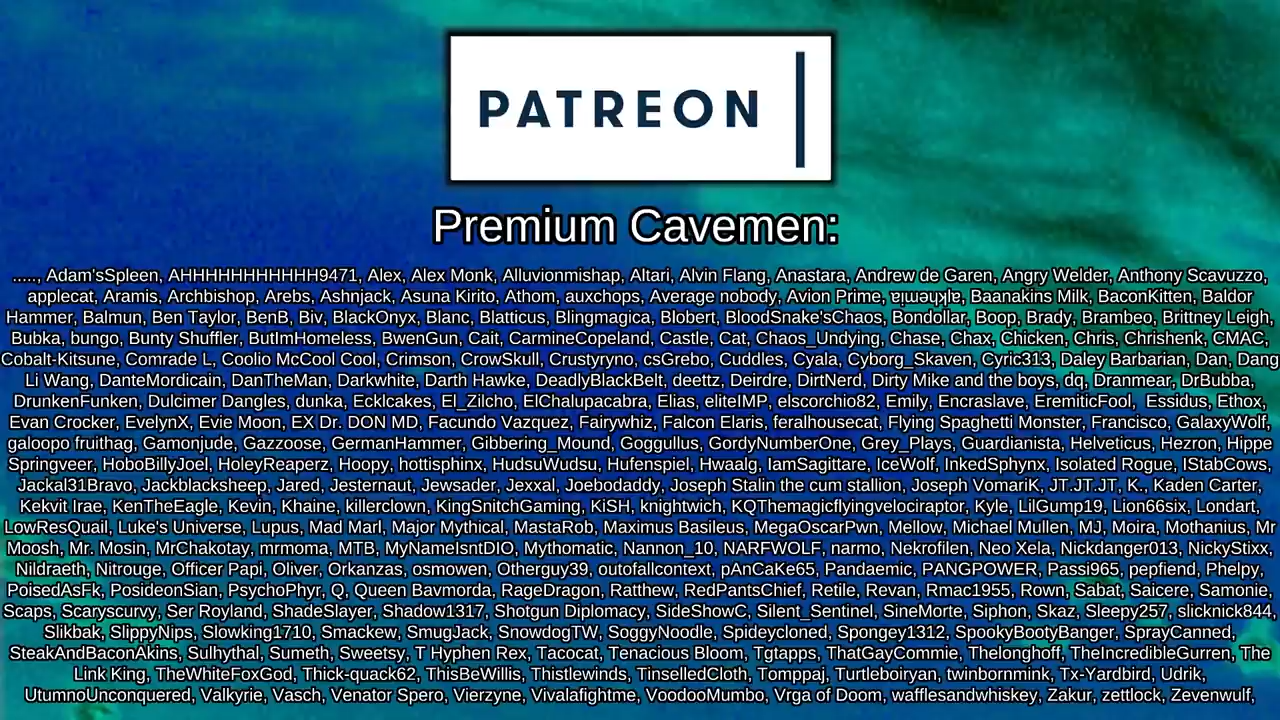 PATREON
Premium Cavemen:
....., Adam'sSpleen, AHHHHHHHHHHHH9471, Alex, Alex Monk, Alluvionmishap, Altari, Alvin Flang, Anastara, Andrew de Garen, Angry Welder, Anthony Scavuzzo,
applecat, Aramis, Archbishop, Arebs, Ashnjack, Asuna Kirito, Athom, auxchops, Average nobody, Avion Prime, Baanakins Milk, BaconKitten, Baldor
Hammer, Balmun, Ben Taylor, BenB, Biv, BlackOnyx, Blanc, Blatticus, Blingmagica, Blobert, BloodSnake'sChaos, Bondollar, Boop, Brady, Brambeo, Brittney Leigh,
Bubka, bungo, Bunty Shuffler, ButImHomeless, BwenGun, Cait, CarmineCopeland, Castle, Cat, Chaos_Undying, Chase, Chax, Chicken, Chris, Chrishenk, CMAC,
Cobalt-Kitsune, Comrade L, Coolio McCool Cool, Crimson, CrowSkull, Crustyryno, csGrebo, Cuddles, Cyala, Cyborg_Skaven, Cyric313, Daley Barbarian, Dan, Dang
Li Wang, DanteMordicain, DanTheMan, Darkwhite, Darth Hawke, DeadlyBlackBelt, deettz, Deirdre, DirtNerd, Dirty Mike and the boys, dq, Dranmear, DrBubba,
DrunkenFunken, Dulcimer Dangles, dunka, Ecklcakes, El_Zilcho, ElChalupacabra, Elias, eliteIMP, elscorchio82, Emily, Encraslave, EremiticFool, Essidus, Ethox,
Evan Crocker, EvelynX, Evie Moon, EX Dr. DON MD, Facundo Vazquez, Fairywhiz, Falcon Elaris, feralhousecat, Flying Spaghetti Monster, Francisco, GalaxyWolf,
galoopo fruithag, Gamonjude, Gazzoose, GermanHammer, Gibbering_Mound, Goggullus, GordyNumberOne, Grey_Plays, Guardianista, Helveticus, Hezron, Hippe
Springveer, HoboBillyJoel, HoleyReaperz, Hoopy, hottisphinx, HudsuWudsu, Hufenspiel, Hwaalg, IamSagittare, IceWolf, InkedSphynx, Isolated Rogue, IStabCows,
Jackal31Bravo, Jackblacksheep, Jared, Jesternaut, Jewsader, Jexxal, Joebodaddy, Joseph Stalin the cum stallion, Joseph VomariK, JT.JT.JT, K., Kaden Carter,
Kekvit Irae, KenTheEagle, Kevin, Khaine, killerclown, KingSnitchGaming, KiSH, knightwich, KQThemagicflyingvelociraptor, Kyle, LilGump19, Lion66six, Londart,
LowResQuail, Luke's Universe, Lupus, Mad Marl, Major Mythical, MastaRob, Maximus Basileus, MegaOscarPwn, Mellow, Michael Mullen, MJ, Moira, Mothanius, Mr
Moosh, Mr. Mosin, MrChakotay, mrmoma, MTB, MyNameIsntDIO, Mythomatic, Nannon_10, NARFWOLF, narmo, Nekrofilen, Neo Xela, Nickdanger013, NickyStixx,
Nildraeth, Nitrouge, Officer Papi, Oliver, Orkanzas, osmowen, Otherguy39, outofallcontext, pAnCaKe65, Pandaemic, PANGPOWER, Passi965, pepfiend, Phelpy,
PoisedAsFk, PosideonSian, PsychoPhyr, Q, Queen Bavmorda, RageDragon, Ratthew, RedPantsChief, Retile, Revan, Rmac1955, Rown, Sabat, Saicere, Samonie,
Scaps, Scaryscurvy, Ser Royland, ShadeSlayer, Shadow1317, Shotgun Diplomacy, SideShowC, Silent_Sentinel, SineMorte, Siphon, Skaz, Sleepy257, slicknick844,
Slikbak, SlippyNips, Slowking1710, Smackew, SmugJack, SnowdogTW, SoggyNoodle, Spideycloned, Spongey1312, SpookyBootyBanger, SprayCanned,
SteakAndBaconAkins, Sulhythal, Sumeth, Sweetsy, T Hyphen Rex, Tacocat, Tenacious Bloom, Tgtapps, ThatGayCommie, Thelonghoff, TheIncredibleGurren, The
Link King, TheWhiteFoxGod, Thick-quack62, ThisBeWillis, Thistlewinds, TinselledCloth, Tomppaj, Turtleboiryan, twinbornmink, Tx-Yardbird, Udrik,
UtumnoUnconquered, Valkyrie, Vasch, Venator Spero, Vierzyne, Vivalafightme, VoodooMumbo, Vrga of Doom, wafflesandwhiskey, Zakur, zettlock, Zevenwulf,